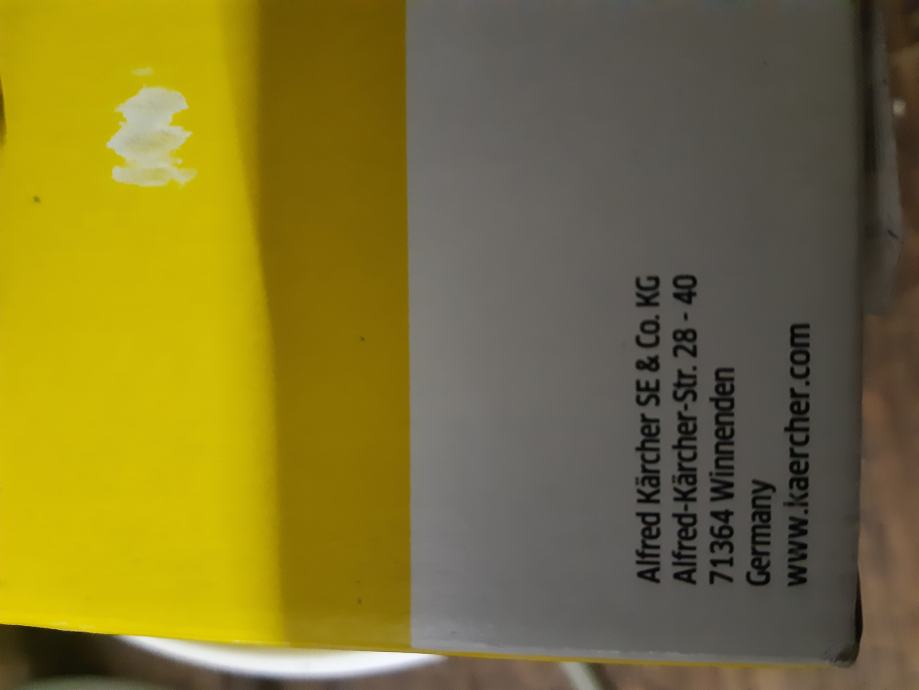 Alfred Kärcher SE & Co. KG
Alfred-Kärcher-Str. 28 - 40
71364 Winnenden
Germany
www.kaercher.com